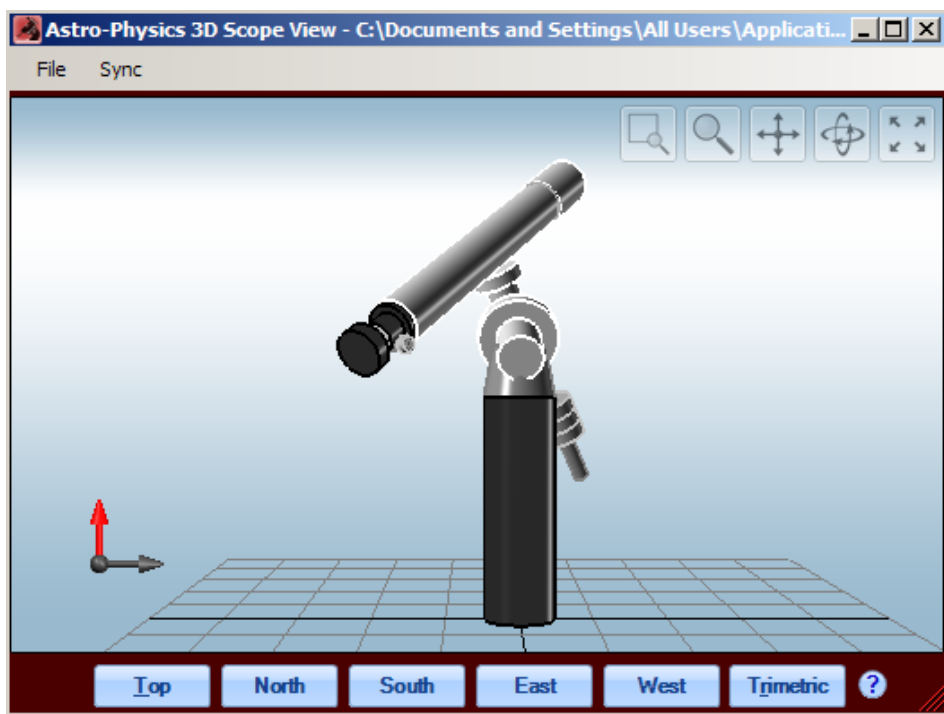 Astro-Physics 3D Scope View - C:\Documents and Settings\All Users\Applicati...
File Sync
Top North South East West Trimetric ?